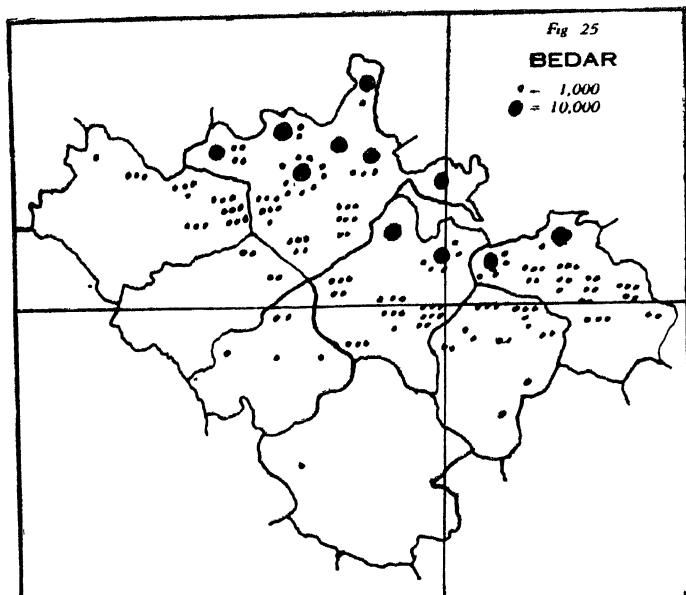 Fig 25
BEDAR
• = 1,000
● = 10,000